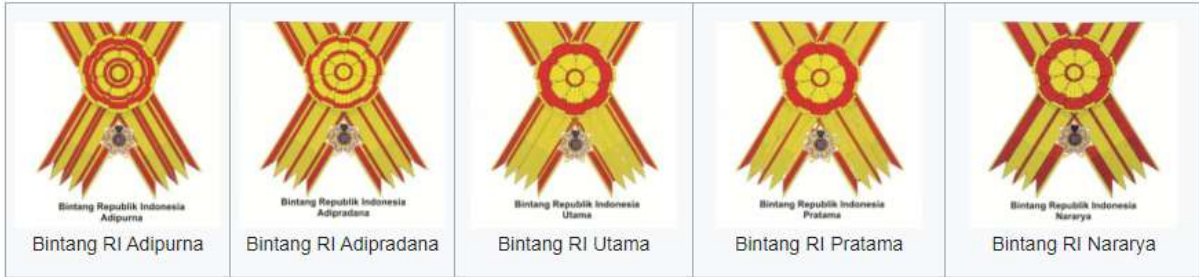 Bintang Republik Indonesia
Adipurna
Bintang RI Adipurna
Bintang Republik Indonesia
Adipradana
Bintang RI Adipradana
Bintang Republik Indonesia
Utama
Bintang RI Utama
Bintang Republik Indonesia
Pratama
Bintang RI Pratama
Bintang Republik Indonesia
Nararya
Bintang RI Nararya